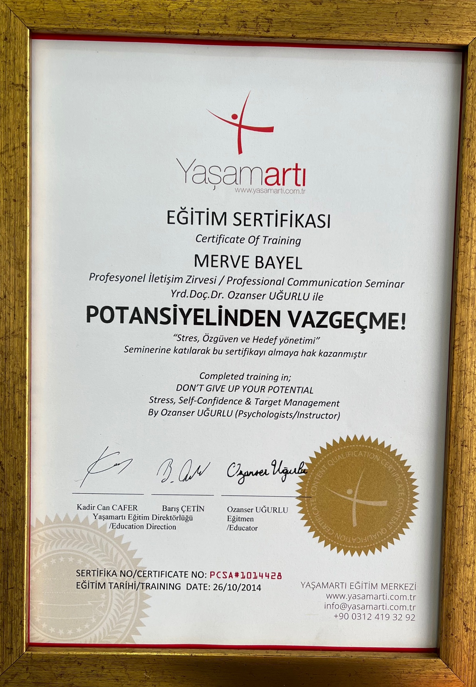 Yaşamartı
www.yasamarti.com.tr
EĞİTİM SERTİFİKASI
Certificate Of Training
MERVE BAYEL
Profesyonel İletişim Zirvesi / Professional Communication Seminar
Yrd.Doç.Dr. Ozanser UĞURLU ile
POTANSİYELİNDEN VAZGEÇME!
“Stres, Özgüven ve Hedef yönetimi”
Seminerine katılarak bu sertifikayı almaya hak kazanmıştır
Completed training in;
DON'T GIVE UP YOUR POTENTIAL
Stress, Self-Confidence & Target Management
By Ozanser UĞURLU (Psychologists/Instructor)
Ozanser Uğurlu
Kadir Can CAFER Barış ÇETİN Ozanser UĞURLU
Yaşamartı Eğitim Direktörlüğü Eğitmen
/Education Direction /Educator
SERTİFİKA NO/CERTIFICATE NO: PCSA#1014428
EĞİTİM TARİHİ/TRAINING DATE: 26/10/2014
YAŞAMARTI EĞİTİM MERKEZİ
www.yasamarti.com.tr
info@yasamarti.com.tr
+90 0312 419 32 92